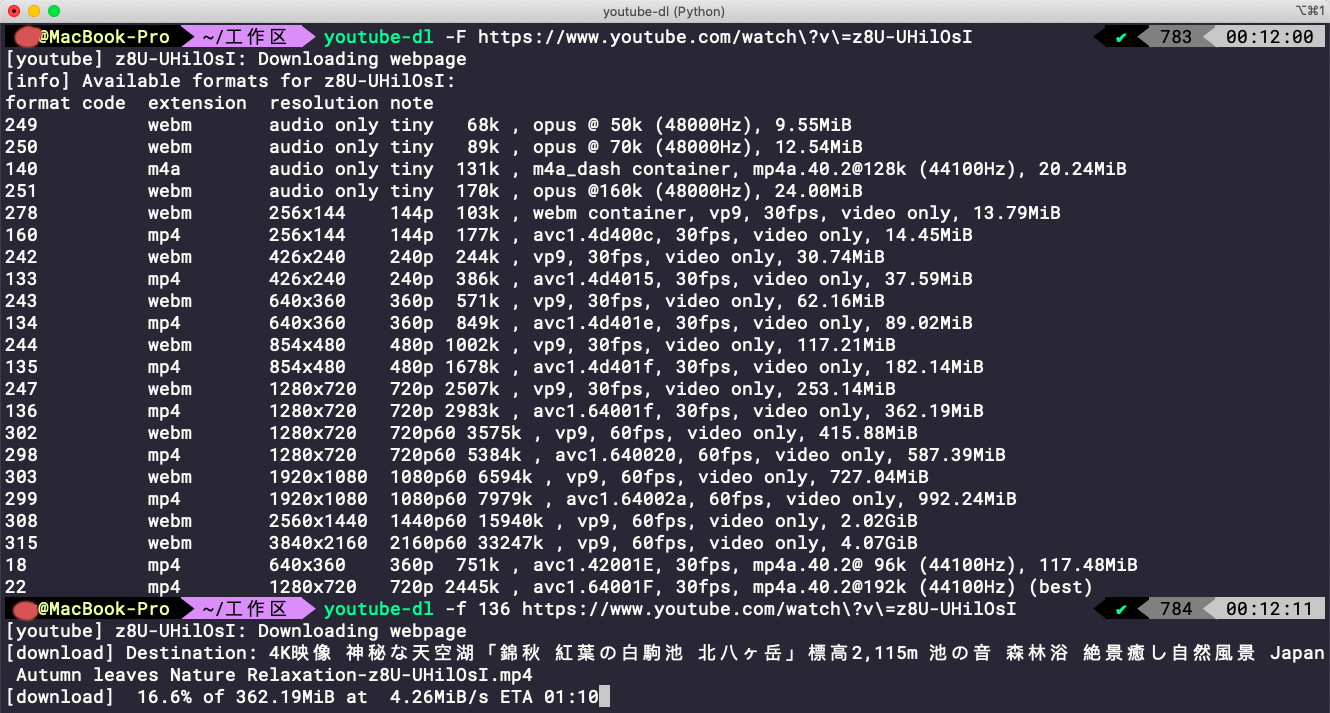 youtube-dl (Python)
⌥⌘1
@MacBook-Pro ~/工作区 youtube-dl -F https://www.youtube.com/watch\?v\=z8U-UHilOsI ✔ 783 00:12:00
[youtube] z8U-UHilOsI: Downloading webpage
[info] Available formats for z8U-UHilOsI:
format code  extension  resolution note
249          webm       audio only tiny   68k , opus @ 50k (48000Hz), 9.55MiB
250          webm       audio only tiny   89k , opus @ 70k (48000Hz), 12.54MiB
140          m4a        audio only tiny  131k , m4a_dash container, mp4a.40.2@128k (44100Hz), 20.24MiB
251          webm       audio only tiny  170k , opus @160k (48000Hz), 24.00MiB
278          webm       256x144    144p  103k , webm container, vp9, 30fps, video only, 13.79MiB
160          mp4        256x144    144p  177k , avc1.4d400c, 30fps, video only, 14.45MiB
242          webm       426x240    240p  244k , vp9, 30fps, video only, 30.74MiB
133          mp4        426x240    240p  386k , avc1.4d4015, 30fps, video only, 37.59MiB
243          webm       640x360    360p  571k , vp9, 30fps, video only, 62.16MiB
134          mp4        640x360    360p  849k , avc1.4d401e, 30fps, video only, 89.02MiB
244          webm       854x480    480p 1002k , vp9, 30fps, video only, 117.21MiB
135          mp4        854x480    480p 1678k , avc1.4d401f, 30fps, video only, 182.14MiB
247          webm       1280x720   720p 2507k , vp9, 30fps, video only, 253.14MiB
136          mp4        1280x720   720p 2983k , avc1.64001f, 30fps, video only, 362.19MiB
302          webm       1280x720   720p60 3575k , vp9, 60fps, video only, 415.88MiB
298          mp4        1280x720   720p60 5384k , avc1.640020, 60fps, video only, 587.39MiB
303          webm       1920x1080  1080p60 6594k , vp9, 60fps, video only, 727.04MiB
299          mp4        1920x1080  1080p60 7979k , avc1.64002a, 60fps, video only, 992.24MiB
308          webm       2560x1440  1440p60 15940k , vp9, 60fps, video only, 2.02GiB
315          webm       3840x2160  2160p60 33247k , vp9, 60fps, video only, 4.07GiB
18           mp4        640x360    360p  751k , avc1.42001E, 30fps, mp4a.40.2@ 96k (44100Hz), 117.48MiB
22           mp4        1280x720   720p 2445k , avc1.64001F, 30fps, mp4a.40.2@192k (44100Hz) (best)
@MacBook-Pro ~/工作区 youtube-dl -f 136 https://www.youtube.com/watch\?v\=z8U-UHilOsI ✔ 784 00:12:11
[youtube] z8U-UHilOsI: Downloading webpage
[download] Destination: 4K映像 神秘な天空湖「錦秋 紅葉の白駒池 北八ヶ岳」標高2,115m 池の音 森林浴 絶景癒し自然風景 Japan
Autumn leaves Nature Relaxation-z8U-UHilOsI.mp4
[download]  16.6% of 362.19MiB at  4.26MiB/s ETA 01:10